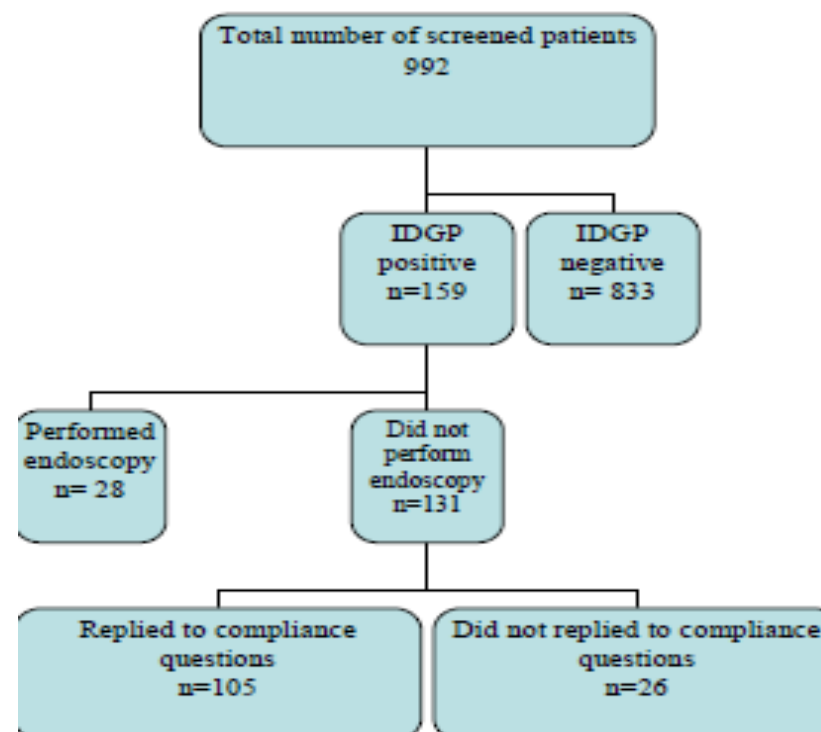 Total number of screened patients
992
IDGP
positive
n=159
IDGP
negative
n= 833
Performed
endoscopy
n= 28
Did not
perform
endoscopy
n=131
Replied to compliance
questions
n=105
Did not replied to compliance
questions
n=26